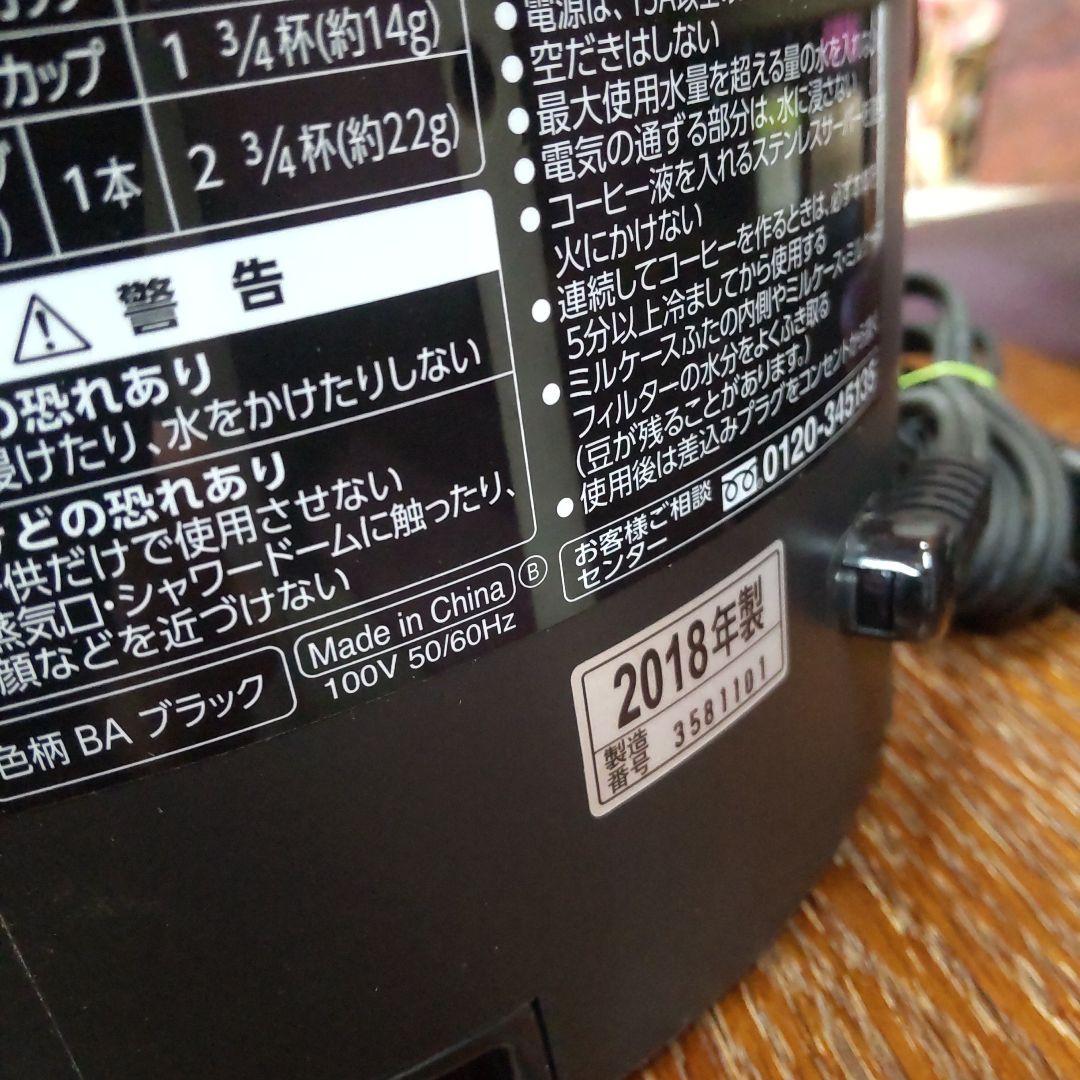 カップ
1 3/4杯(約14g)
1本
2 3/4杯(約22g)
警告
の恐れあり
浸けたり、水をかけたりしない
どの恐れあり
供だけで使用させない
蒸気口・シャワードームに触ったり、
顔などを近づけない
色柄 BA ブラック
Made in China
B
100V 50/60Hz
電源は、15A以上
空だきはしない
最大使用水量を超える量の水を入れ
電気の通ずる部分は、水に浸さない
コーヒー液を入れるステンレスサーバー
火にかけない
連続してコーヒーを作るときは、必ず
5分以上冷ましてから使用する
ミルケースふたの内側やミルケース・ミル
フィルターの水分をよくふき取る
(豆が残ることがあります。)
使用後は差込みプラグをコンセントから
お客様ご相談
センター
0120-345135
2018年製
製造
番号
3581101